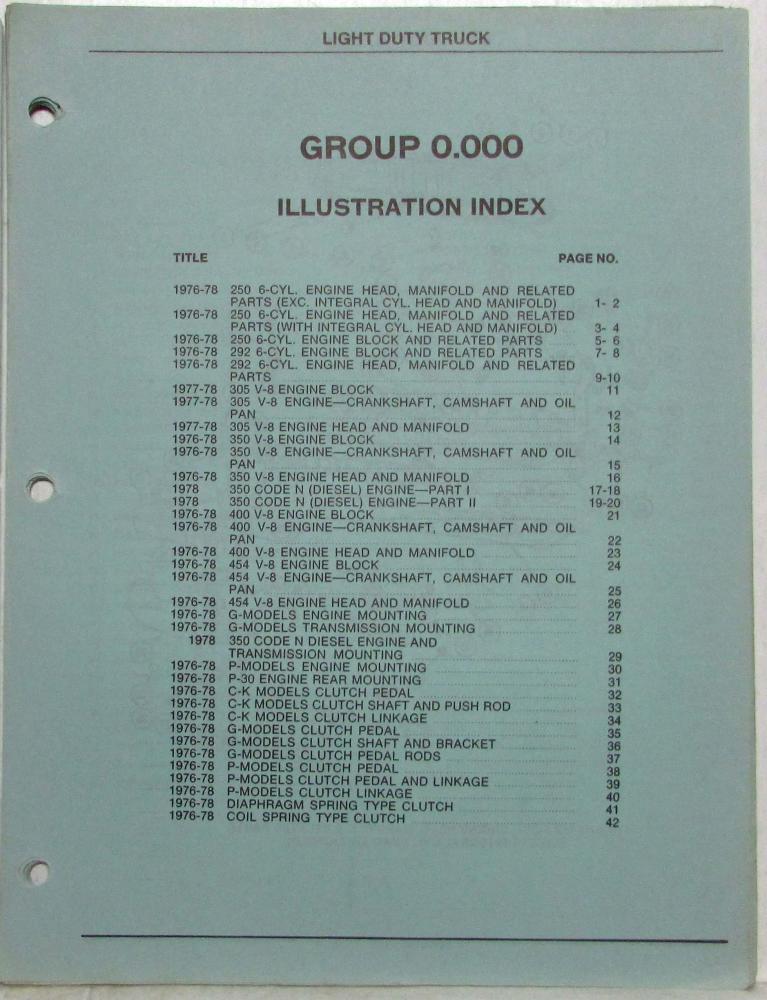 LIGHT DUTY TRUCK
GROUP 0.000
ILLUSTRATION INDEX
TITLE PAGE NO.
1976-78 250 6-CYL. ENGINE HEAD, MANIFOLD AND RELATED
PARTS (EXC. INTEGRAL CYL. HEAD AND MANIFOLD) 1- 2
1976-78 250 6-CYL. ENGINE HEAD, MANIFOLD AND RELATED
PARTS (WITH INTEGRAL CYL. HEAD AND MANIFOLD) 3- 4
1976-78 250 6-CYL. ENGINE BLOCK AND RELATED PARTS 5- 6
1976-78 292 6-CYL. ENGINE BLOCK AND RELATED PARTS 7- 8
1976-78 292 6-CYL. ENGINE HEAD, MANIFOLD AND RELATED
PARTS 9-10
1977-78 305 V-8 ENGINE BLOCK 11
1977-78 305 V-8 ENGINE—CRANKSHAFT, CAMSHAFT AND OIL
PAN 12
1977-78 305 V-8 ENGINE HEAD AND MANIFOLD 13
1976-78 350 V-8 ENGINE BLOCK 14
1976-78 350 V-8 ENGINE—CRANKSHAFT, CAMSHAFT AND OIL
PAN 15
1976-78 350 V-8 ENGINE HEAD AND MANIFOLD 16
1978 350 CODE N (DIESEL) ENGINE—PART I 17-18
1978 350 CODE N (DIESEL) ENGINE—PART II 19-20
1976-78 400 V-8 ENGINE BLOCK 21
1976-78 400 V-8 ENGINE—CRANKSHAFT, CAMSHAFT AND OIL
PAN 22
1976-78 400 V-8 ENGINE HEAD AND MANIFOLD 23
1976-78 454 V-8 ENGINE BLOCK 24
1976-78 454 V-8 ENGINE—CRANKSHAFT, CAMSHAFT AND OIL
PAN 25
1976-78 454 V-8 ENGINE HEAD AND MANIFOLD 26
1976-78 G-MODELS ENGINE MOUNTING 27
1976-78 G-MODELS TRANSMISSION MOUNTING 28
1978 350 CODE N DIESEL ENGINE AND
TRANSMISSION MOUNTING 29
1976-78 P-MODELS ENGINE MOUNTING 30
1976-78 P-30 ENGINE REAR MOUNTING 31
1976-78 C-K MODELS CLUTCH PEDAL 32
1976-78 C-K MODELS CLUTCH SHAFT AND PUSH ROD 33
1976-78 C-K MODELS CLUTCH LINKAGE 34
1976-78 G-MODELS CLUTCH PEDAL 35
1976-78 G-MODELS CLUTCH SHAFT AND BRACKET 36
1976-78 G-MODELS CLUTCH PEDAL RODS 37
1976-78 P-MODELS CLUTCH PEDAL 38
1976-78 P-MODELS CLUTCH PEDAL AND LINKAGE 39
1976-78 P-MODELS CLUTCH LINKAGE 40
1976-78 DIAPHRAGM SPRING TYPE CLUTCH 41
1976-78 COIL SPRING TYPE CLUTCH 42